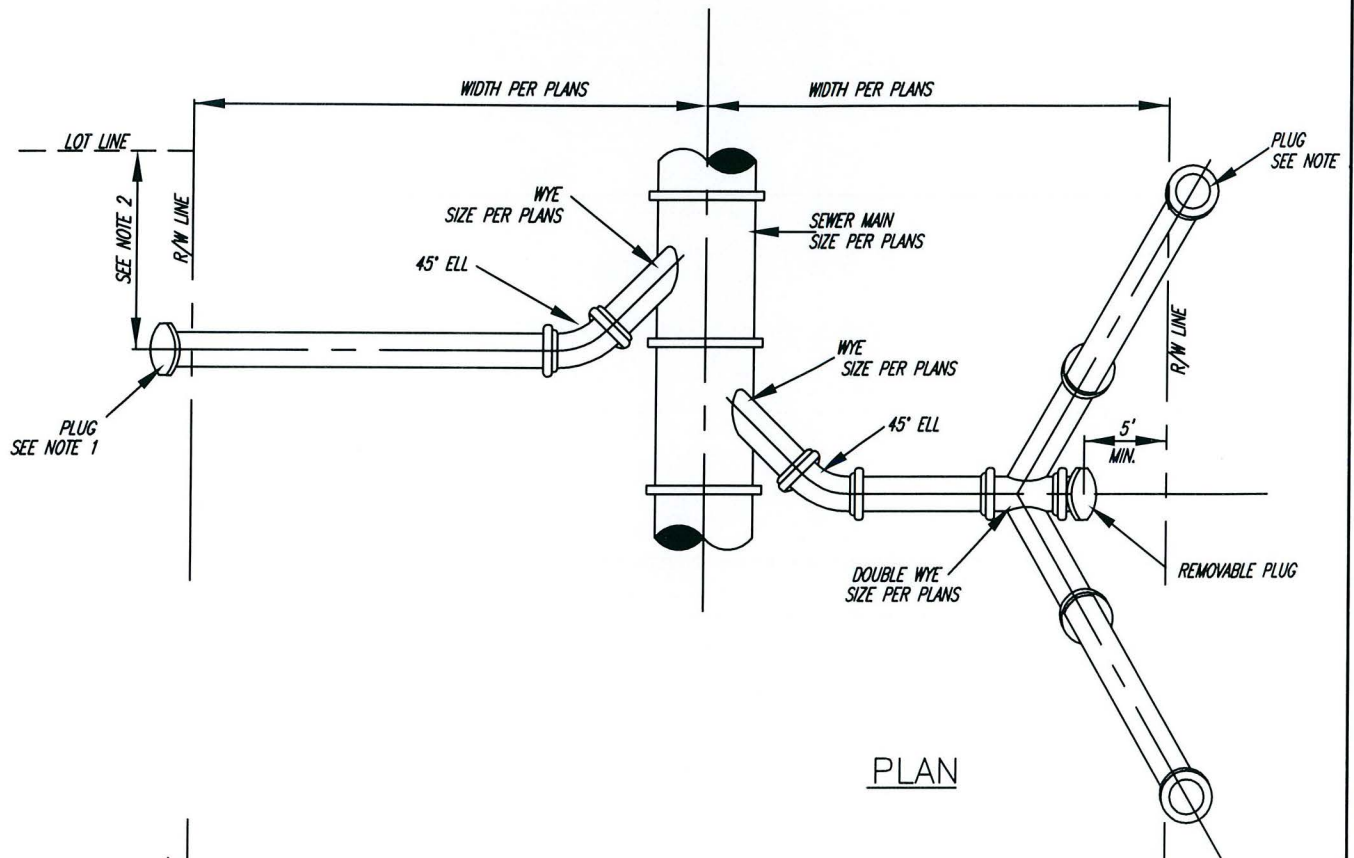 WIDTH PER PLANS
WIDTH PER PLANS
LOT LINE
PLUG
SEE NOTE
SEE NOTE 2
R/W LINE
WYE
SIZE PER PLANS
SEWER MAIN
SIZE PER PLANS
45° ELL
R/W LINE
WYE
SIZE PER PLANS
45° ELL
5'
MIN.
PLUG
SEE NOTE 1
DOUBLE WYE
SIZE PER PLANS
REMOVABLE PLUG
PLAN